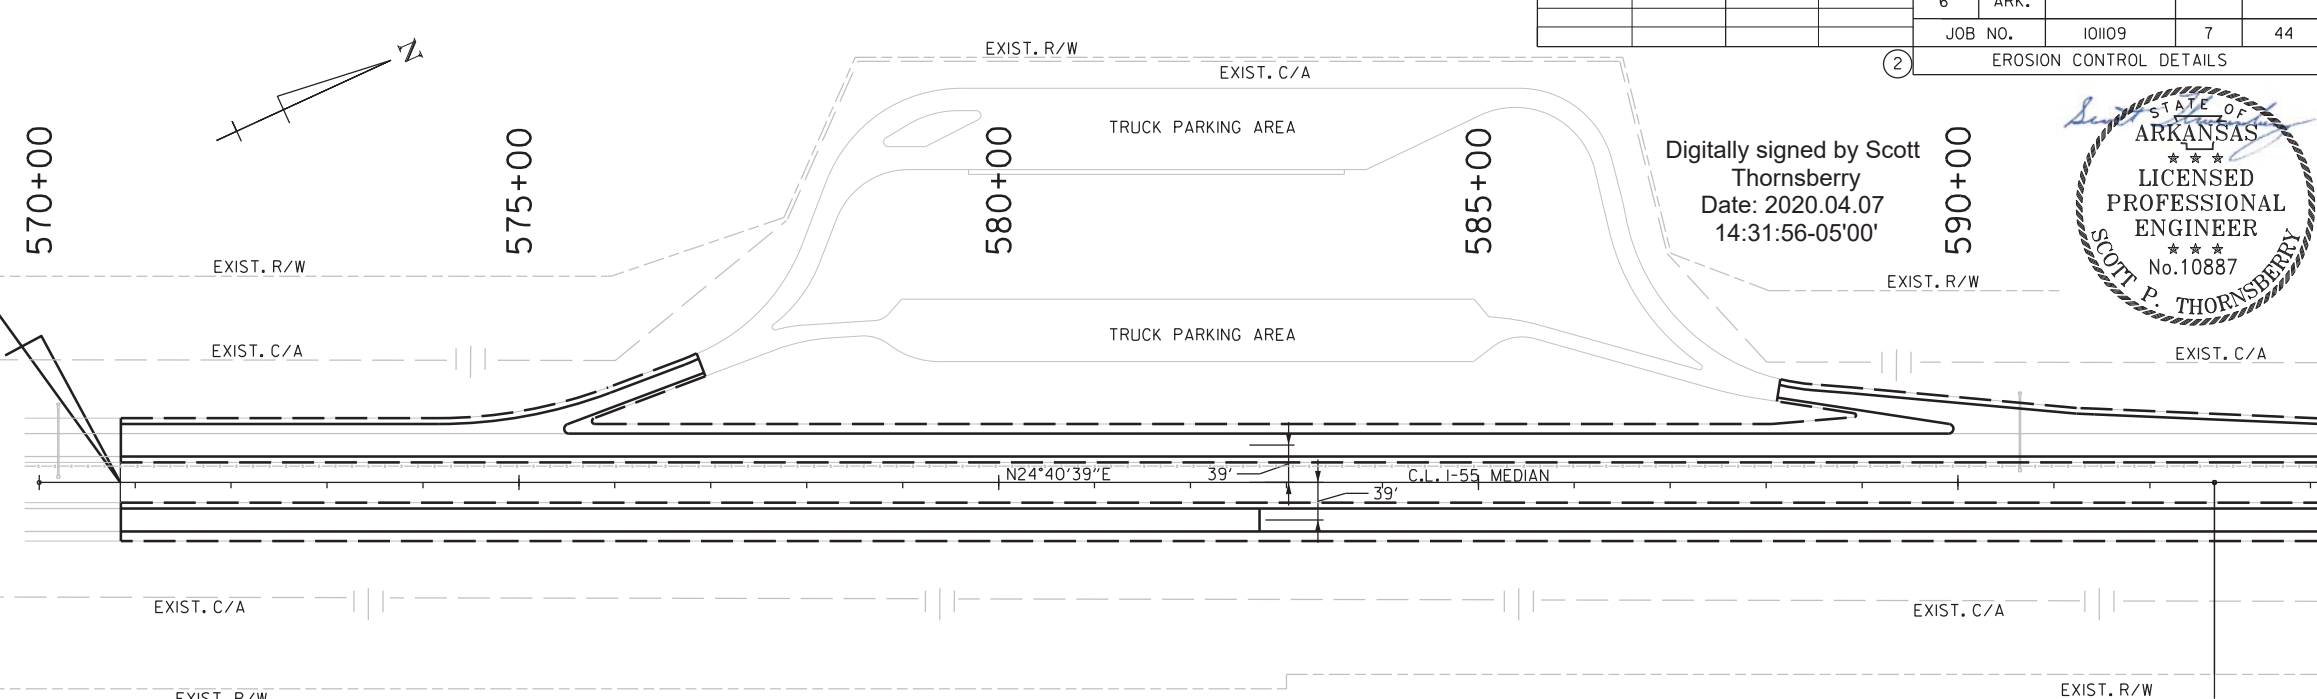 6 ARK.
JOB NO. 101109 7 44
2 EROSION CONTROL DETAILS
N
EXIST. R/W
EXIST. C/A
TRUCK PARKING AREA
570+00
575+00
580+00
585+00
590+00
Digitally signed by Scott
Thornsberry
Date: 2020.04.07
14:31:56-05'00'
STATE OF
ARKANSAS
★ ★ ★
LICENSED
PROFESSIONAL
ENGINEER
★ ★ ★
No.10887
SCOTT P. THORNSBERRY
EXIST. R/W
EXIST. R/W
EXIST. C/A
TRUCK PARKING AREA
EXIST. C/A
N24°40'39"E
39'
C.L. I-55 MEDIAN
39'
EXIST. C/A
EXIST. C/A
EXIST. R/W
EXIST. R/W